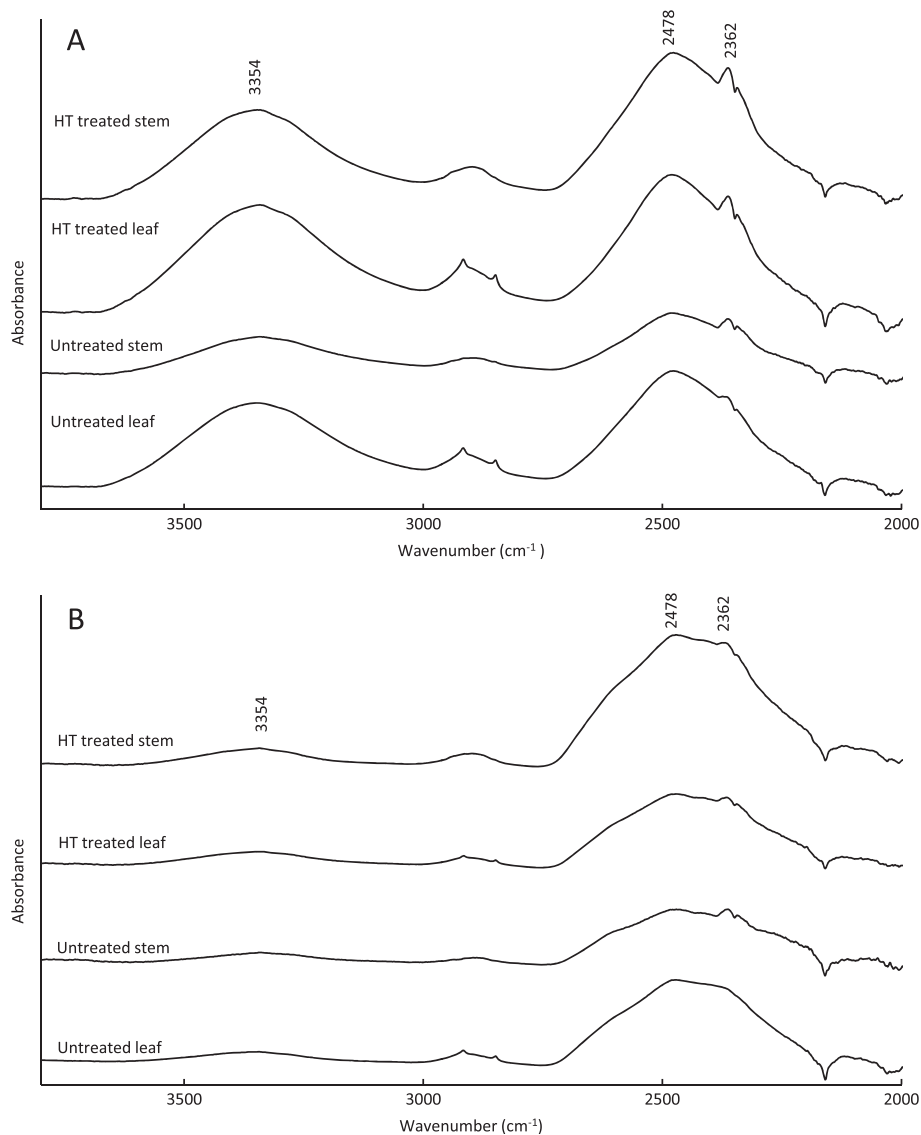 A
3354
2478
2362
HT treated stem
HT treated leaf
Untreated stem
Untreated leaf
Absorbance
3500
3000
2500
2000
Wavenumber (cm-1 )
B
3354
2478
2362
HT treated stem
HT treated leaf
Untreated stem
Untreated leaf
Absorbance
3500
3000
2500
2000
Wavenumber (cm-1)